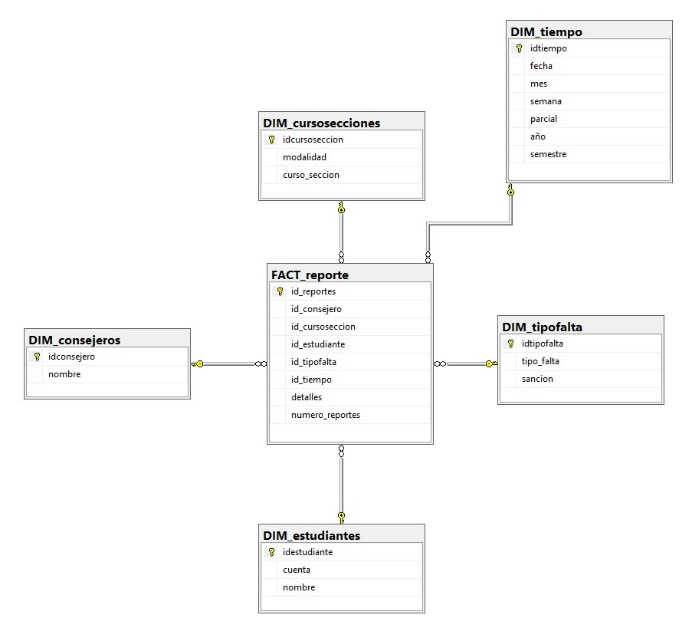 DIM_tiempo
idtiempo
fecha
mes
semana
parcial
año
semestre
DIM_cursosecciones
idcursoseccion
modalidad
curso_seccion
FACT_reporte
id_reportes
id_consejero
id_cursoseccion
id_estudiante
id_tipofalta
id_tiempo
detalles
numero_reportes
DIM_consejeros
idconsejero
nombre
DIM_tipofalta
idtipofalta
tipo_falta
sancion
DIM_estudiantes
idestudiante
cuenta
nombre